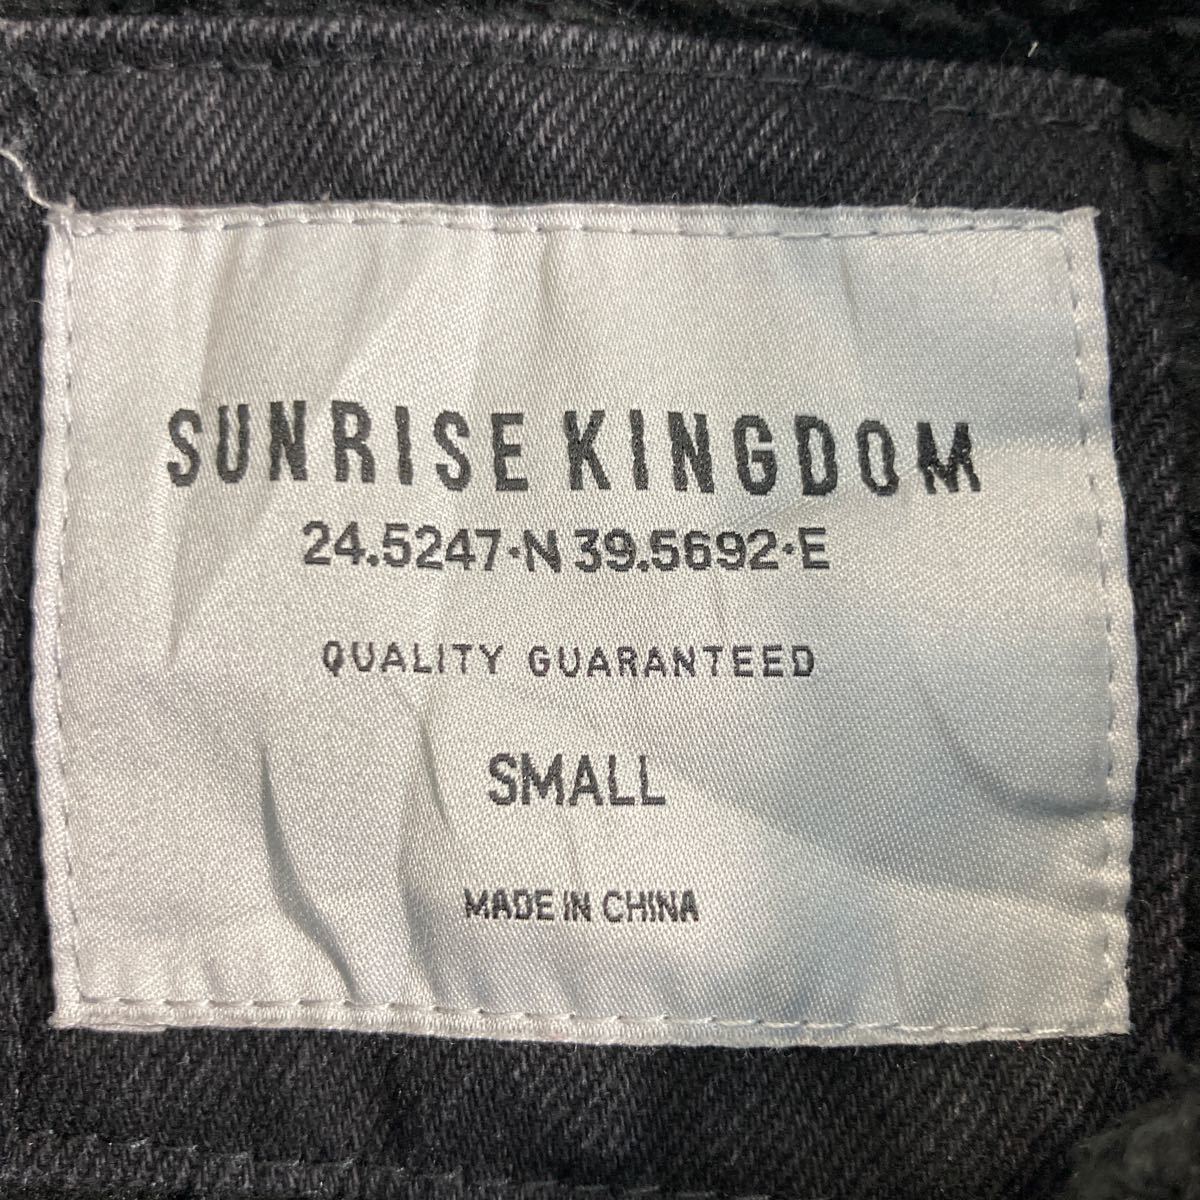 SUNRISE KINGDOM
24.5247·N 39.5692·E
QUALITY GUARANTEED
SMALL
MADE IN CHINA